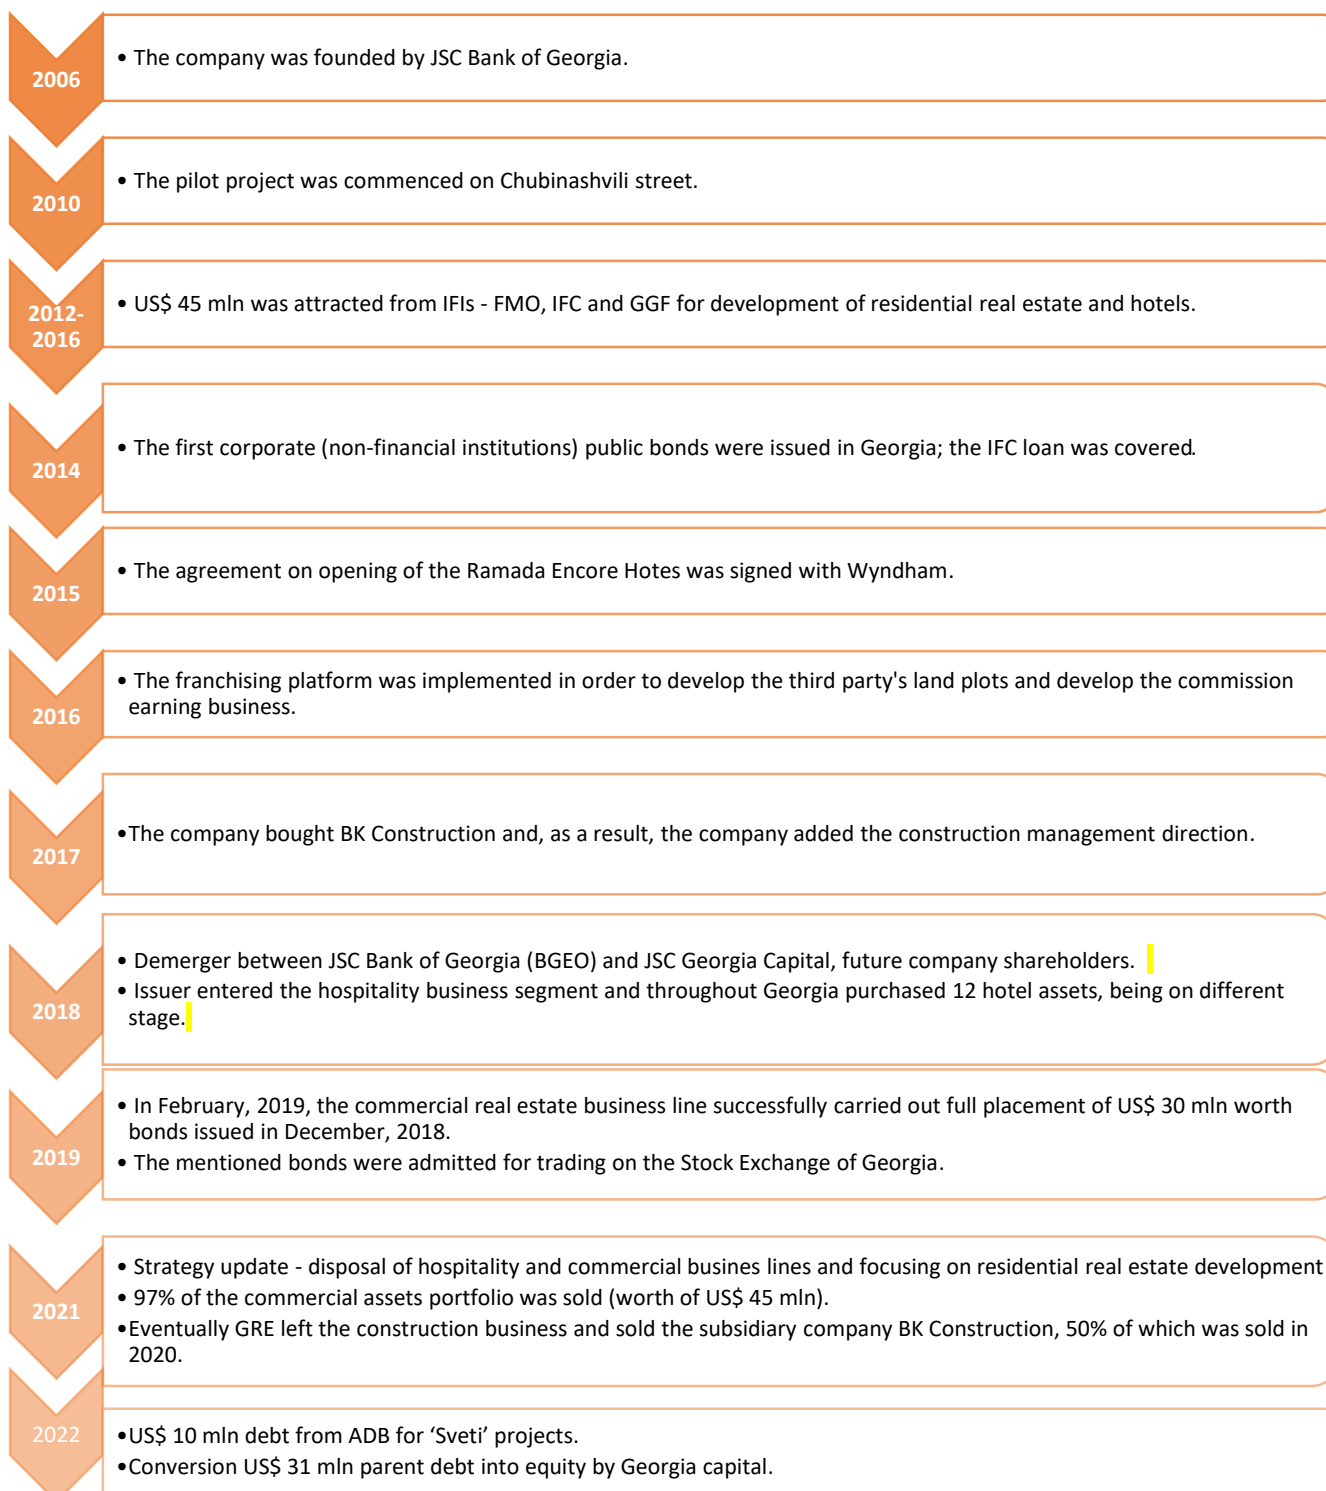 2006
• The company was founded by JSC Bank of Georgia.
2010
• The pilot project was commenced on Chubinashvili street.
2012-
2016
• US$ 45 mln was attracted from IFIs - FMO, IFC and GGF for development of residential real estate and hotels.
2014
• The first corporate (non-financial institutions) public bonds were issued in Georgia; the IFC loan was covered.
2015
• The agreement on opening of the Ramada Encore Hotes was signed with Wyndham.
2016
• The franchising platform was implemented in order to develop the third party's land plots and develop the commission
earning business.
2017
•The company bought BK Construction and, as a result, the company added the construction management direction.
2018
• Demerger between JSC Bank of Georgia (BGEO) and JSC Georgia Capital, future company shareholders.
• Issuer entered the hospitality business segment and throughout Georgia purchased 12 hotel assets, being on different
stage.
2019
• In February, 2019, the commercial real estate business line successfully carried out full placement of US$ 30 mln worth
bonds issued in December, 2018.
• The mentioned bonds were admitted for trading on the Stock Exchange of Georgia.
2021
• Strategy update - disposal of hospitality and commercial busines lines and focusing on residential real estate development
• 97% of the commercial assets portfolio was sold (worth of US$ 45 mln).
•Eventually GRE left the construction business and sold the subsidiary company BK Construction, 50% of which was sold in
2020.
2022
•US$ 10 mln debt from ADB for ‘Sveti’ projects.
•Conversion US$ 31 mln parent debt into equity by Georgia capital.